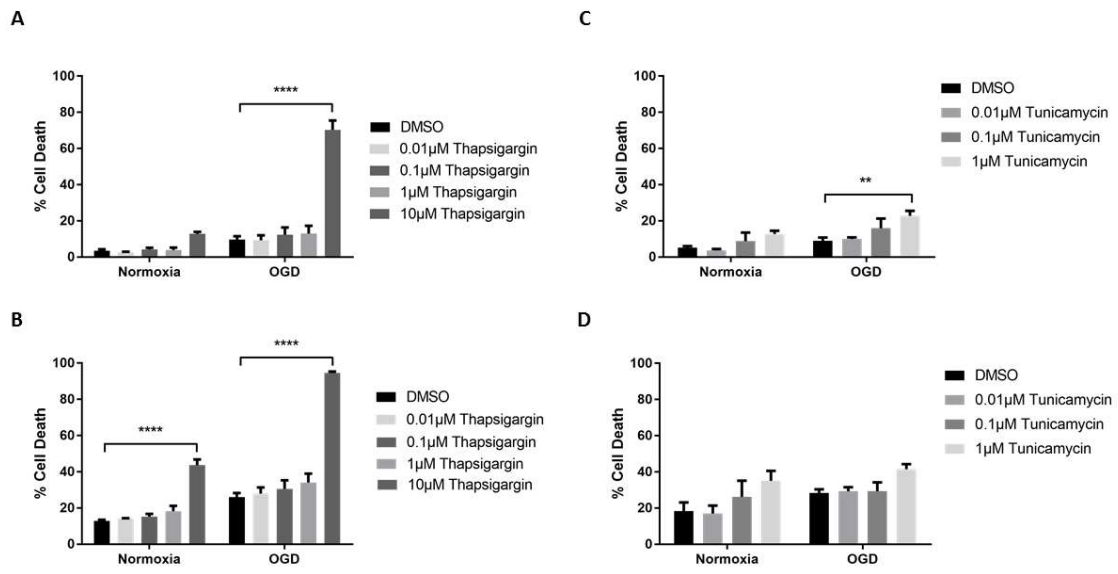 A
100
80
60
40
20
0
% Cell Death
****
Normoxia
OGD
DMSO
0.01µM Thapsigargin
0.1µM Thapsigargin
1µM Thapsigargin
10µM Thapsigargin
C
100
80
60
40
20
0
% Cell Death
**
Normoxia
OGD
DMSO
0.01µM Tunicamycin
0.1µM Tunicamycin
1µM Tunicamycin
B
100
80
60
40
20
0
% Cell Death
****
****
Normoxia
OGD
DMSO
0.01µM Thapsigargin
0.1µM Thapsigargin
1µM Thapsigargin
10µM Thapsigargin
D
100
80
60
40
20
0
% Cell Death
Normoxia
OGD
DMSO
0.01µM Tunicamycin
0.1µM Tunicamycin
1µM Tunicamycin